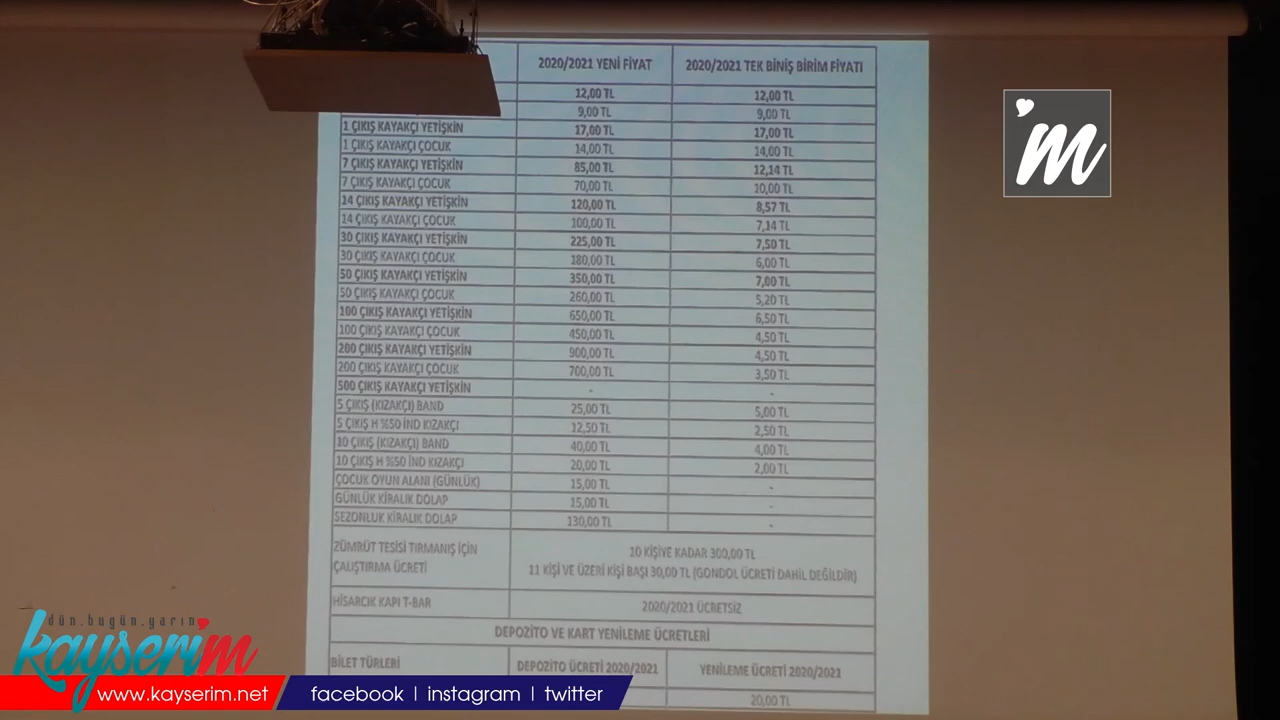 2020/2021 YENİ FİYAT 2020/2021 TEK BİNİŞ BİRİM FİYATI
12,00 TL 12,00 TL
9,00 TL 9,00 TL
1 ÇIKIŞ KAYAKÇI YETİŞKİN 17,00 TL 17,00 TL
1 ÇIKIŞ KAYAKÇI ÇOCUK 14,00 TL 14,00 TL
7 ÇIKIŞ KAYAKÇI YETİŞKİN 85,00 TL 12,14 TL
7 ÇIKIŞ KAYAKÇI ÇOCUK 70,00 TL 10,00 TL
14 ÇIKIŞ KAYAKÇI YETİŞKİN 120,00 TL 8,57 TL
14 ÇIKIŞ KAYAKÇI ÇOCUK 100,00 TL 7,14 TL
30 ÇIKIŞ KAYAKÇI YETİŞKİN 225,00 TL 7,50 TL
30 ÇIKIŞ KAYAKÇI ÇOCUK 180,00 TL 6,00 TL
50 ÇIKIŞ KAYAKÇI YETİŞKİN 350,00 TL 7,00 TL
50 ÇIKIŞ KAYAKÇI ÇOCUK 260,00 TL 5,20 TL
100 ÇIKIŞ KAYAKÇI YETİŞKİN 650,00 TL 6,50 TL
100 ÇIKIŞ KAYAKÇI ÇOCUK 450,00 TL 4,50 TL
200 ÇIKIŞ KAYAKÇI YETİŞKİN 900,00 TL 4,50 TL
200 ÇIKIŞ KAYAKÇI ÇOCUK 700,00 TL 3,50 TL
500 ÇIKIŞ KAYAKÇI YETİŞKİN - -
5 ÇIKIŞ (KIZAKÇI) BAND 25,00 TL 5,00 TL
5 ÇIKIŞ H %50 İND KIZAKÇI 12,50 TL 2,50 TL
10 ÇIKIŞ (KIZAKÇI) BAND 40,00 TL 4,00 TL
10 ÇIKIŞ H %50 İND KIZAKÇI 20,00 TL 2,00 TL
ÇOCUK OYUN ALANI (GÜNLÜK) 15,00 TL -
GÜNLÜK KİRALIK DOLAP 15,00 TL -
SEZONLUK KİRALIK DOLAP 130,00 TL -
ZÜMRÜT TESİSİ TIRMANIŞ İÇİN
ÇALIŞTIRMA ÜCRETİ
10 KİŞİYE KADAR 300,00 TL
11 KİŞİ VE ÜZERİ KİŞİ BAŞI 30,00 TL (GONDOL ÜCRETİ DAHİL DEĞİLDİR)
HİSARCIK KAPI T-BAR 2020/2021 ÜCRETSİZ
DEPOZİTO VE KART YENİLEME ÜCRETLERİ
BİLET TÜRLERİ DEPOZİTO ÜCRETİ 2020/2021 YENİLEME ÜCRETİ 2020/2021
20,00 TL
'm
dün.bugün.yarın
kayserim
www.kayserim.net facebook | instagram | twitter